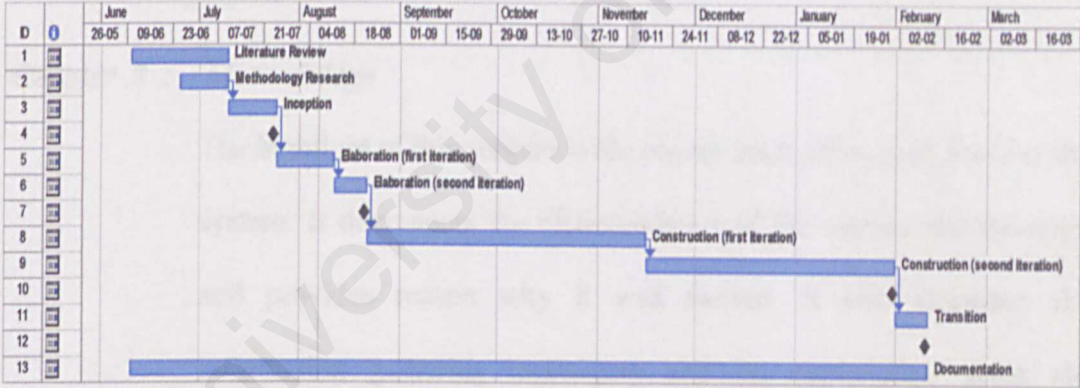 June July August September October November December January February March
D 26-05 09-06 23-06 07-07 21-07 04-08 18-08 01-09 15-09 29-09 13-10 27-10 10-11 24-11 08-12 22-12 05-01 19-01 02-02 16-02 02-03 16-03
1 Literature Review
2 Methodology Research
3 Inception
4
5 Elaboration (first iteration)
6 Elaboration (second iteration)
7
8 Construction (first iteration)
9 Construction (second iteration)
10
11 Transition
12
13 Documentation